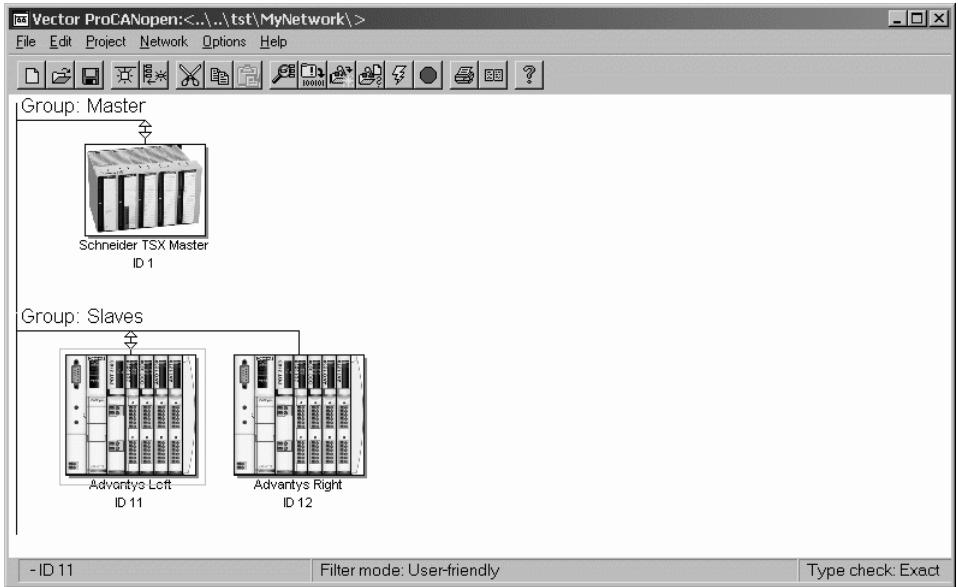 Vector ProCANopen:<..\..\tst\MyNetwork\>
File Edit Project Network Options Help
Group: Master
Schneider TSX Master
ID 1
Group: Slaves
Advantys Left Advantys Right
ID 11 ID 12
- ID 11 Filter mode: User-friendly Type check: Exact